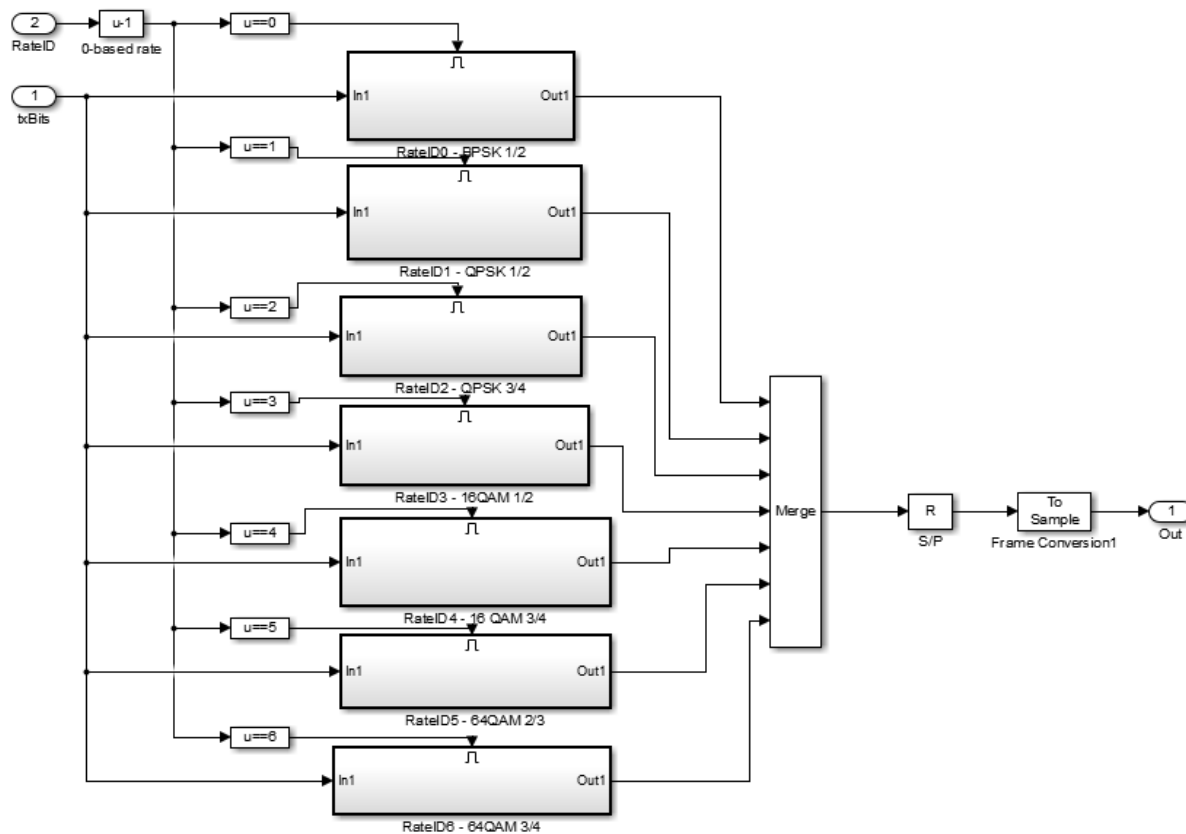 2
RateID
u-1
0-based rate
u==0
1
txBits
In1
Out1
RateID0 - BPSK 1/2
u==1
In1
Out1
RateID1 - QPSK 1/2
u==2
In1
Out1
RateID2 - QPSK 3/4
u==3
In1
Out1
RateID3 - 16QAM 1/2
u==4
In1
Out1
RateID4 - 16 QAM 3/4
u==5
In1
Out1
RateID5 - 64QAM 2/3
u==6
In1
Out1
RateID6 - 64QAM 3/4
Merge
R
S/P
To
Sample
Frame Conversion1
1
Out